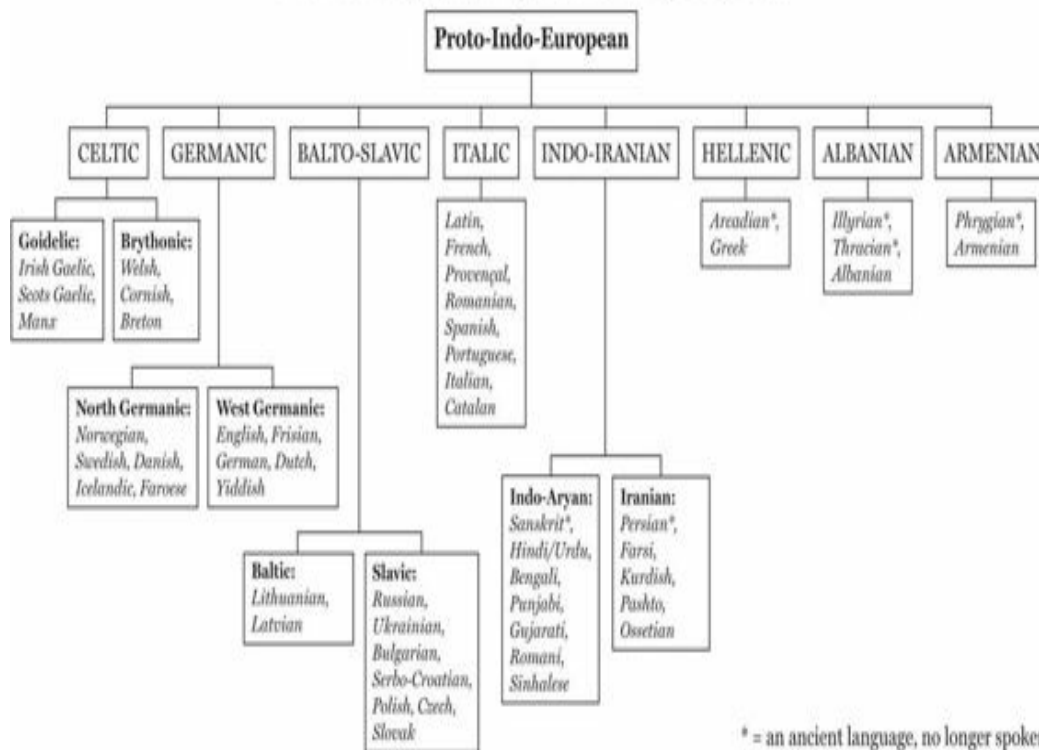 Proto-Indo-European
CELTIC
GERMANIC
BALTO-SLAVIC
ITALIC
INDO-IRANIAN
HELLENIC
ALBANIAN
ARMENIAN
Goidelic:
Irish Gaelic,
Scots Gaelic,
Manx
Brythonic:
Welsh,
Cornish,
Breton
North Germanic:
Norwegian,
Swedish, Danish,
Icelandic, Faroese
West Germanic:
English, Frisian,
German, Dutch,
Yiddish
Baltic:
Lithuanian,
Latvian
Slavic:
Russian,
Ukrainian,
Bulgarian,
Serbo-Croatian,
Polish, Czech,
Slovak
Latin,
French,
Provençal,
Romanian,
Spanish,
Portuguese,
Italian,
Catalan
Indo-Aryan:
Sanskrit*,
Hindi/Urdu,
Bengali,
Punjabi,
Gujarati,
Romani,
Sinhalese
Iranian:
Persian*,
Farsi,
Kurdish,
Pashto,
Ossetian
Arcadian*,
Greek
Illyrian*,
Thracian*,
Albanian
Phrygian*,
Armenian
* = an ancient language, no longer spoken